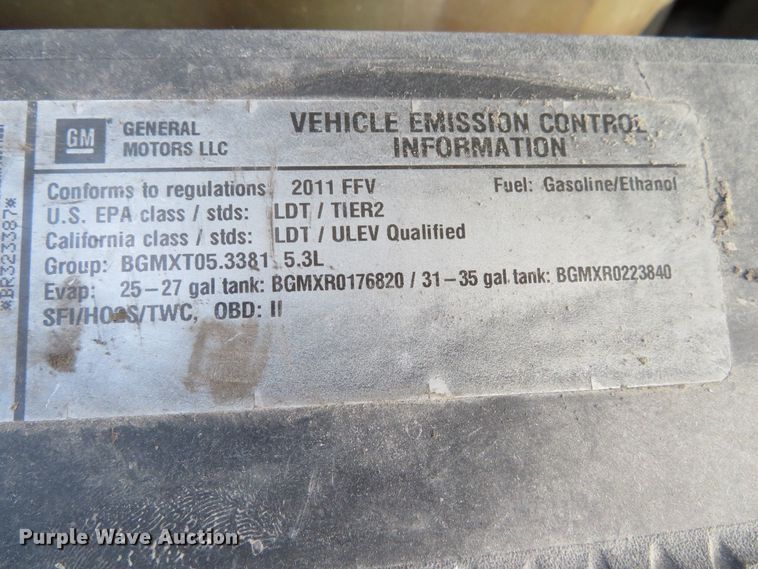 GM
GENERAL
MOTORS LLC
VEHICLE EMISSION CONTROL
INFORMATION
Conforms to regulations 2011 FFV Fuel: Gasoline/Ethanol
U.S. EPA class / stds: LDT / TIER2
California class / stds: LDT / ULEV Qualified
Group: BGMXT05.3381 5.3L
Evap: 25-27 gal tank: BGMXR0176820 / 31-35 gal tank: BGMXR0223840
SFI/HO2S/TWC, OBD: II
*BR323387*
Purple Wave Auction